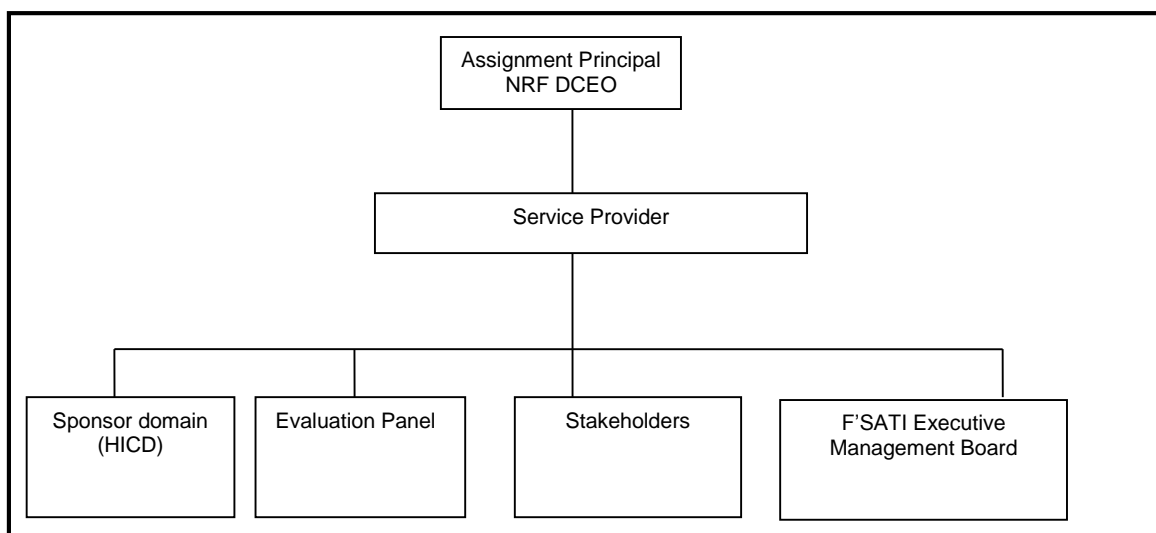 Assignment Principal
NRF DCEO
Service Provider
Sponsor domain
(HICD)
Evaluation Panel
Stakeholders
F’SATI Executive
Management Board